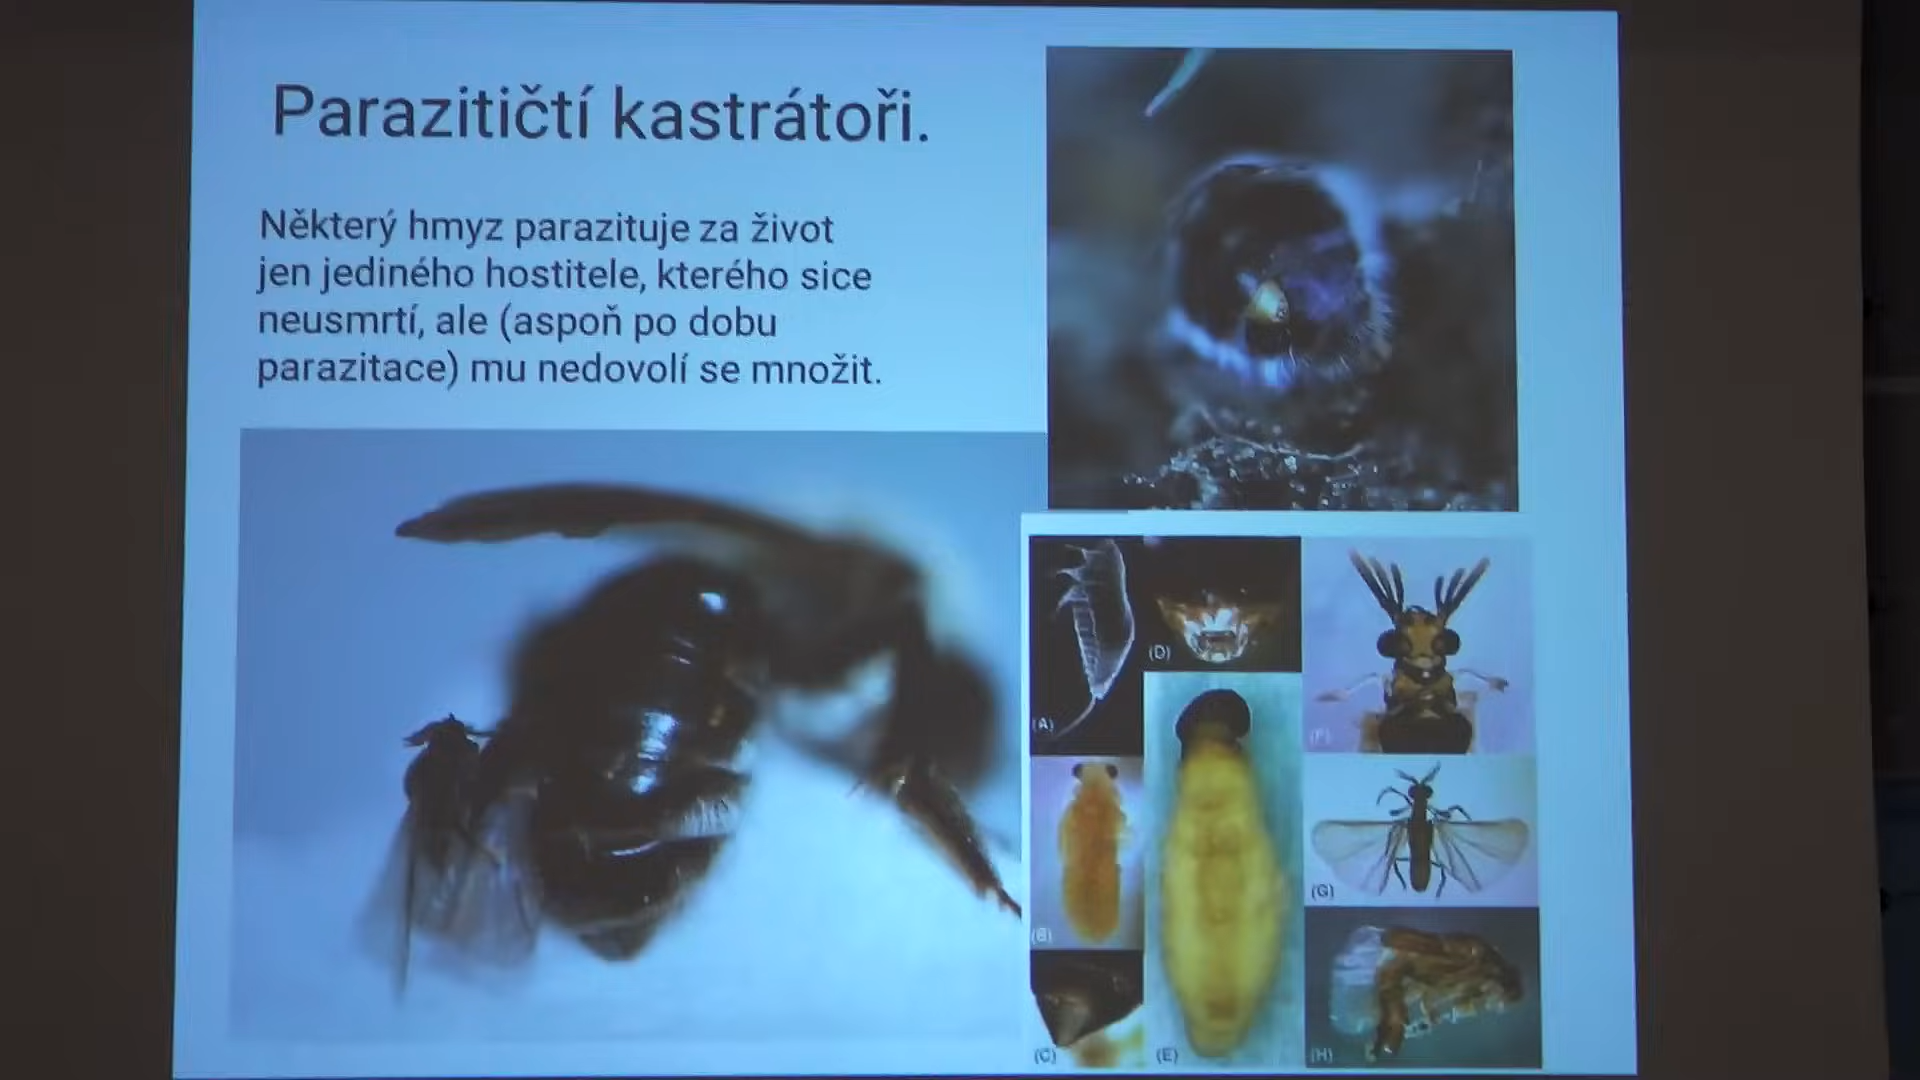 Parazitičtí kastrátoři.
Některý hmyz parazituje za život
jen jediného hostitele, kterého sice
neusmrtí, ale (aspoň po dobu
parazitace) mu nedovolí se množit.
(A)
(D)
(F)
(B)
(G)
(C)
(E)
(H)